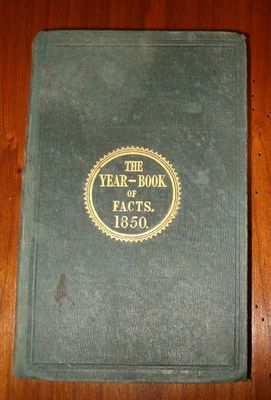 THE
YEAR-BOOK
OF
FACTS.
1850.